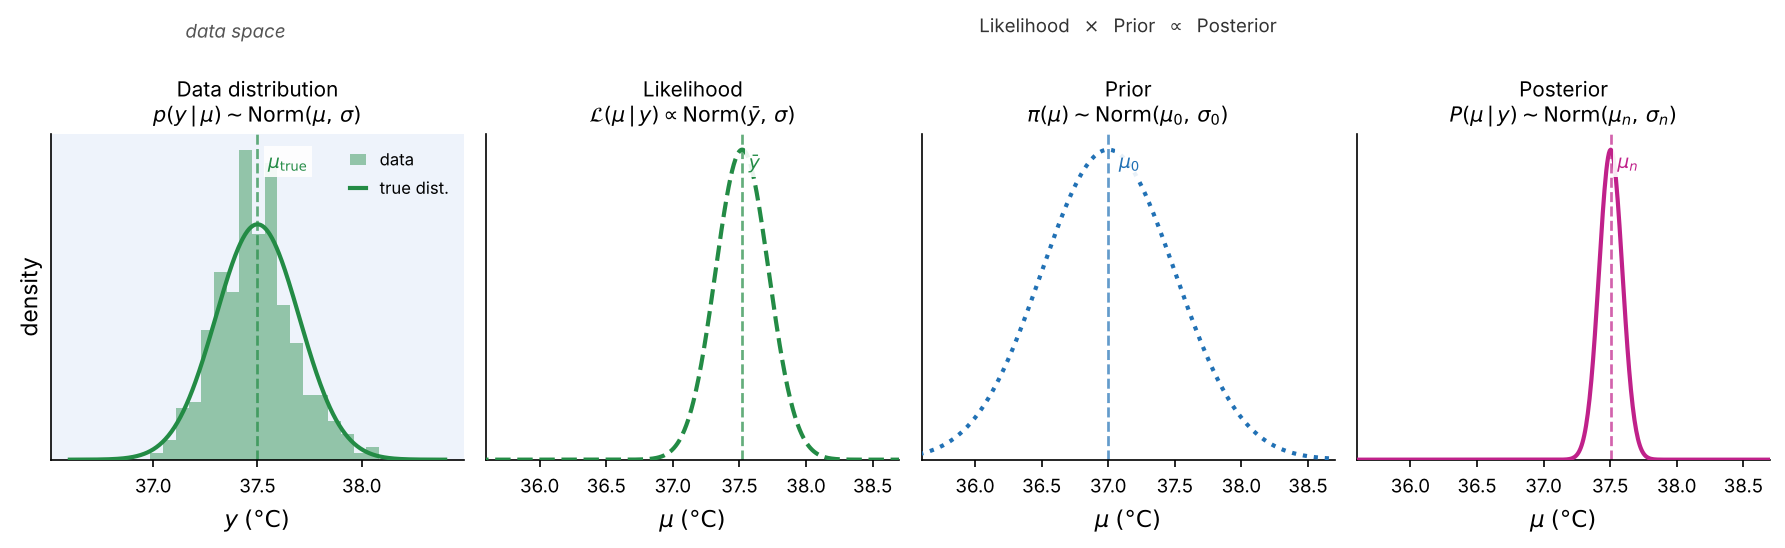 data space
Likelihood × Prior ∝ Posterior
Data distribution
p(y | μ) ~ Norm(μ, σ)
μtrue
data
true dist.
density
37.0 37.5 38.0
y (°C)
Likelihood
ℒ(μ | y) ∝ Norm(ȳ, σ)
ȳ
36.0 36.5 37.0 37.5 38.0 38.5
μ (°C)
Prior
π(μ) ~ Norm(μ₀, σ₀)
μ₀
36.0 36.5 37.0 37.5 38.0 38.5
μ (°C)
Posterior
P(μ | y) ~ Norm(μₙ, σₙ)
μₙ
36.0 36.5 37.0 37.5 38.0 38.5
μ (°C)